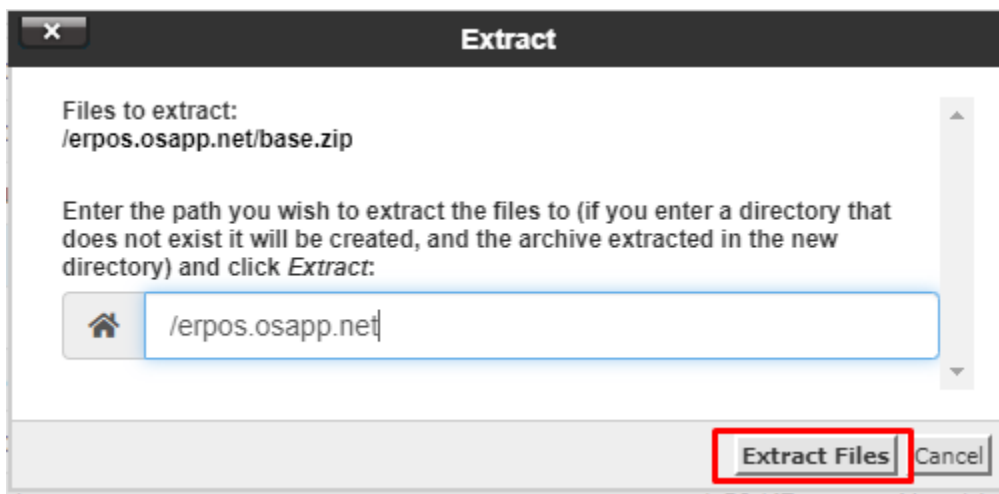 Extract
Files to extract:
/erpos.osapp.net/base.zip
Enter the path you wish to extract the files to (if you enter a directory that
does not exist it will be created, and the archive extracted in the new
directory) and click Extract:
/erpos.osapp.net
Extract Files Cancel